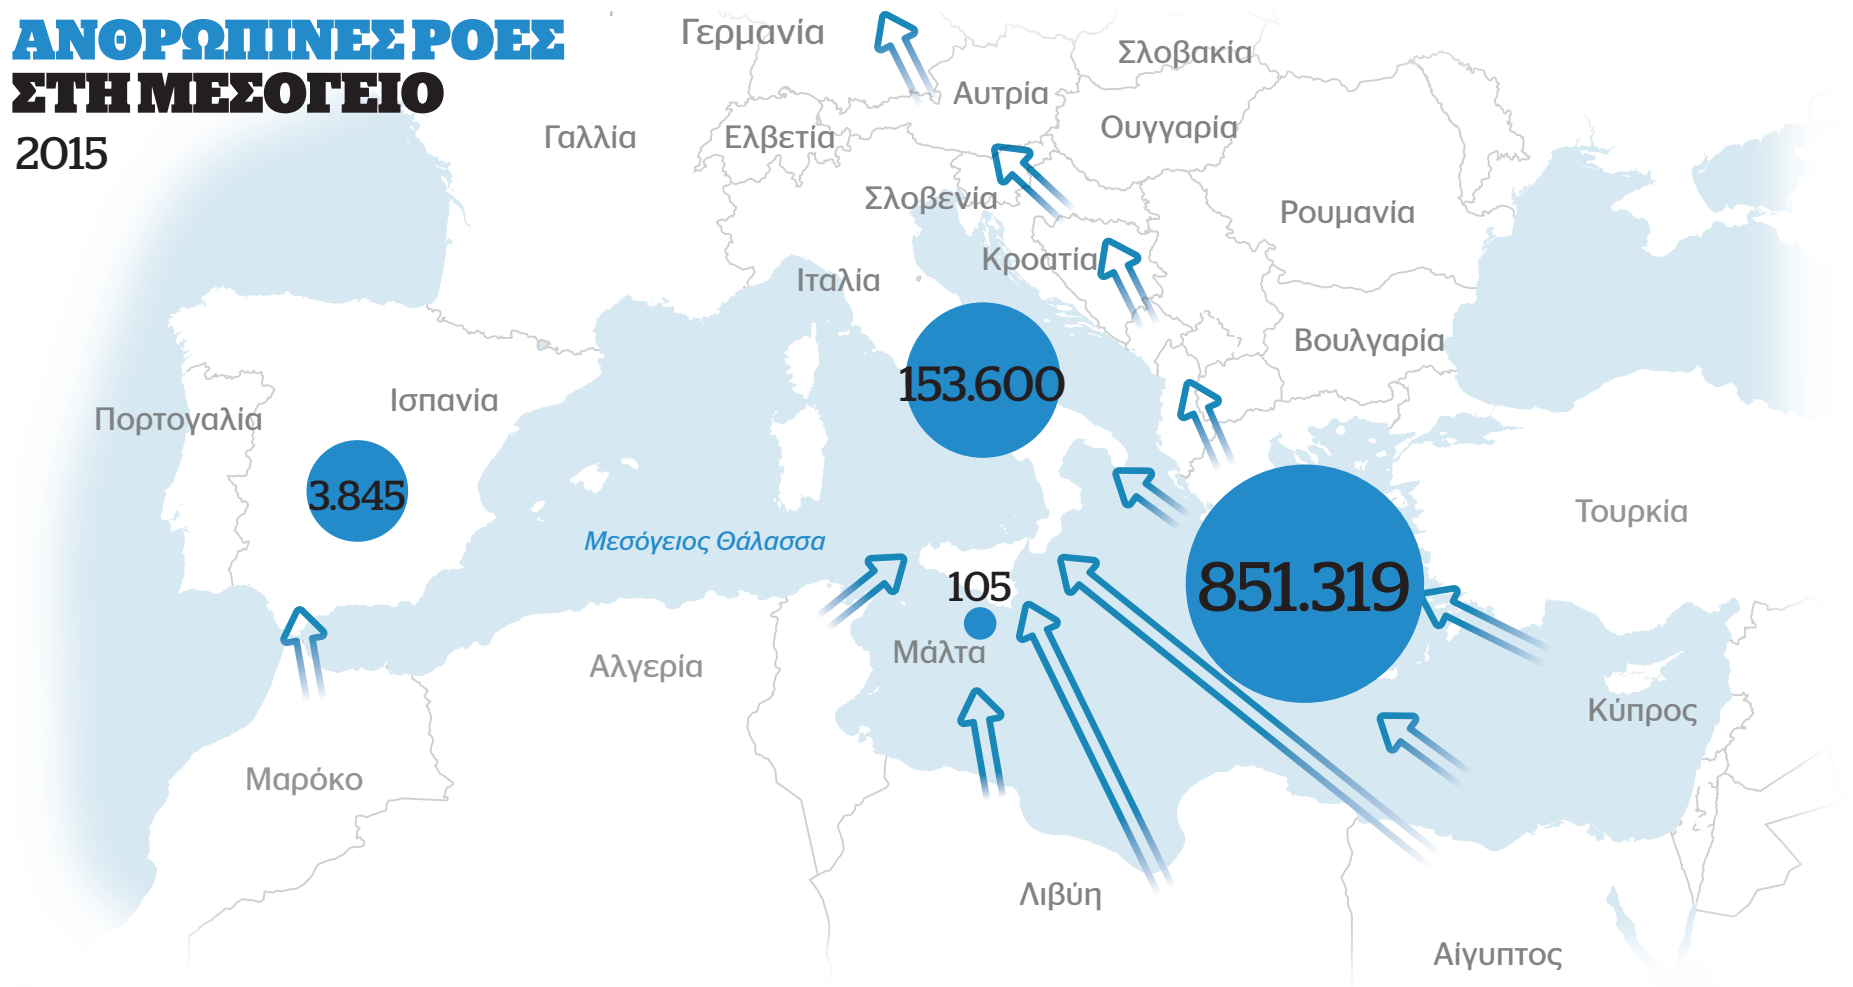 ΑΝΘΡΩΠΙΝΕΣ ΡΟΕΣ
ΣΤΗ ΜΕΣΟΓΕΙΟ
2015
Γερμανία
Σλοβακία
Αυτρία
Γαλλία
Ελβετία
Ουγγαρία
Σλοβενία
Ρουμανία
Κροατία
Ιταλία
Βουλγαρία
153.600
Ισπανία
Πορτογαλία
3.845
Τουρκία
Μεσόγειος Θάλασσα
105
851.319
Μάλτα
Αλγερία
Κύπρος
Μαρόκο
Λιβύη
Αίγυπτος